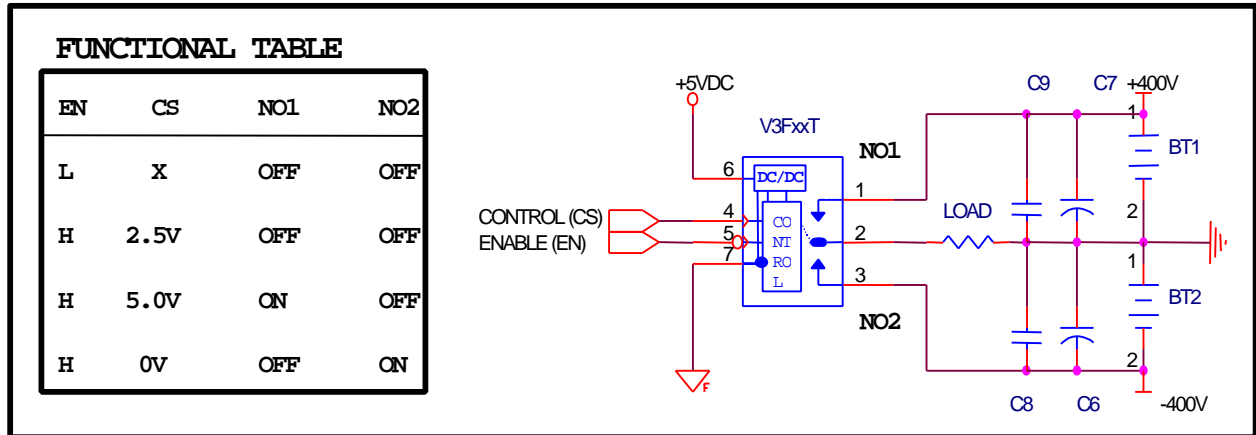 FUNCTIONAL TABLE
EN CS NO1 NO2
L X OFF OFF
H 2.5V OFF OFF
H 5.0V ON OFF
H 0V OFF ON
+5VDC
C9 C7 +400V
V3FxxT
1
NO1
BT1
6 DC/DC
1
CONTROL (CS) 4 CO
LOAD
2
ENABLE (EN) 5 NT 2
7 RO
1
L 3
BT2
NO2
2
F
C8 C6 -400V